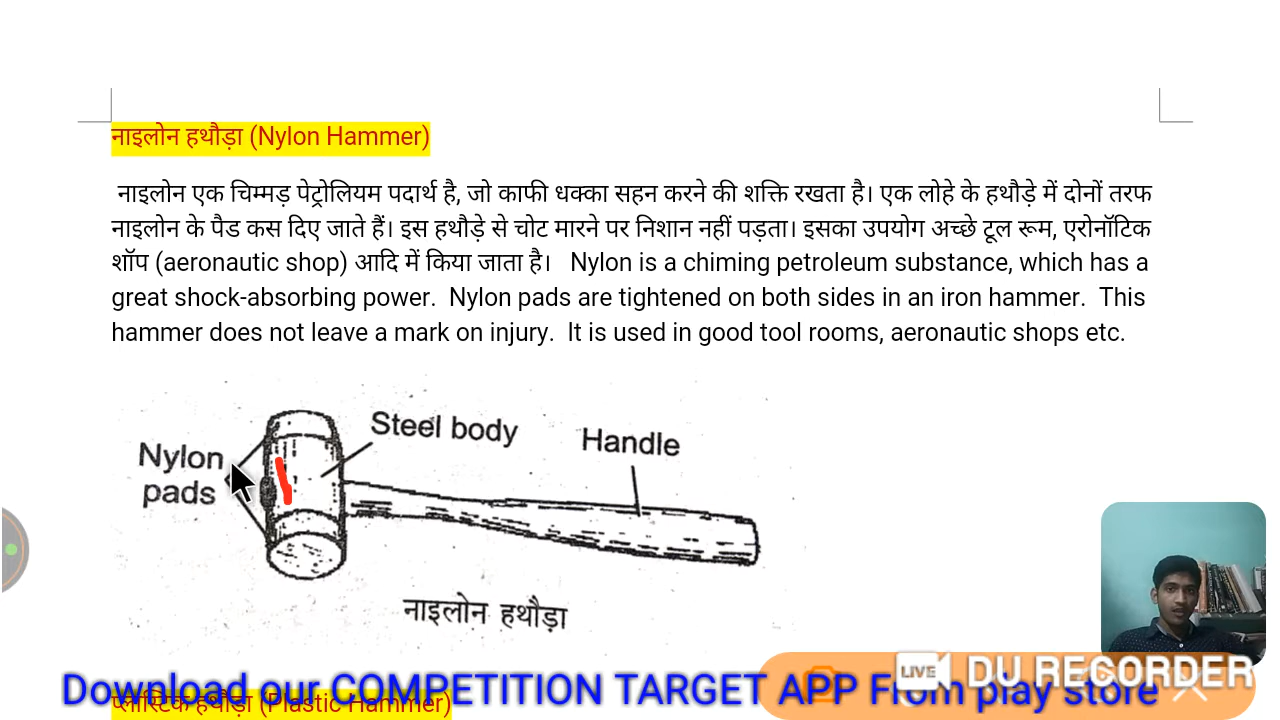 नाइलोन हथौड़ा (Nylon Hammer)
नाइलोन एक चिम्मड़ पेट्रोलियम पदार्थ है, जो काफी धक्का सहन करने की शक्ति रखता है। एक लोहे के हथौड़े में दोनों तरफ
नाइलोन के पैड कस दिए जाते हैं। इस हथौड़े से चोट मारने पर निशान नहीं पड़ता। इसका उपयोग अच्छे टूल रूम, एरोनॉटिक
शॉप (aeronautic shop) आदि में किया जाता है। Nylon is a chiming petroleum substance, which has a
great shock-absorbing power. Nylon pads are tightened on both sides in an iron hammer. This
hammer does not leave a mark on injury. It is used in good tool rooms, aeronautic shops etc.
Steel body
Handle
Nylon
pads
नाइलोन हथौड़ा
LIVE DU RECORDER
Download our COMPETITION TARGET APP From play store
प्लास्टिक हथौड़ा (Plastic Hammer)